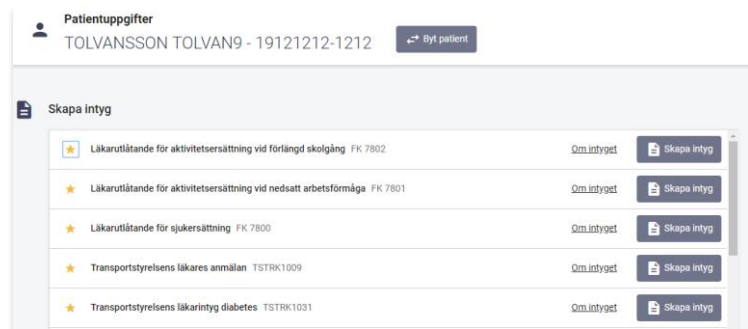 Patientuppgifter
TOLVANSSON TOLVAN9 - 19121212-1212 Byt patient
Skapa intyg
Läkarutlåtande för aktivitetsersättning vid förlängd skolgång FK 7802 Om intyget Skapa intyg
Läkarutlåtande för aktivitetsersättning vid nedsatt arbetsförmåga FK 7801 Om intyget Skapa intyg
Läkarutlåtande för sjukersättning FK 7800 Om intyget Skapa intyg
Transportstyrelsens läkares anmälan TSTRK1009 Om intyget Skapa intyg
Transportstyrelsens läkarintyg diabetes TSTRK1031 Om intyget Skapa intyg